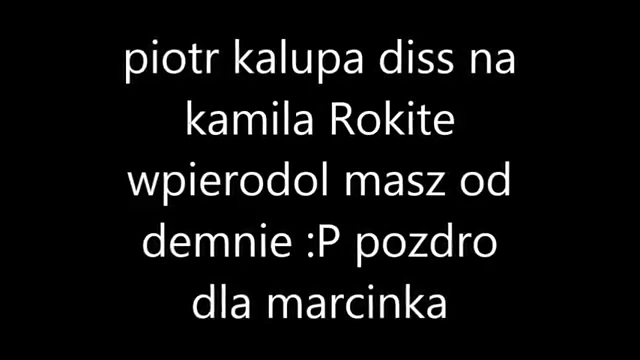 piotr kalupa diss na
kamila Rokite
wpierodol masz od
demnie :P pozdro
dla marcinka